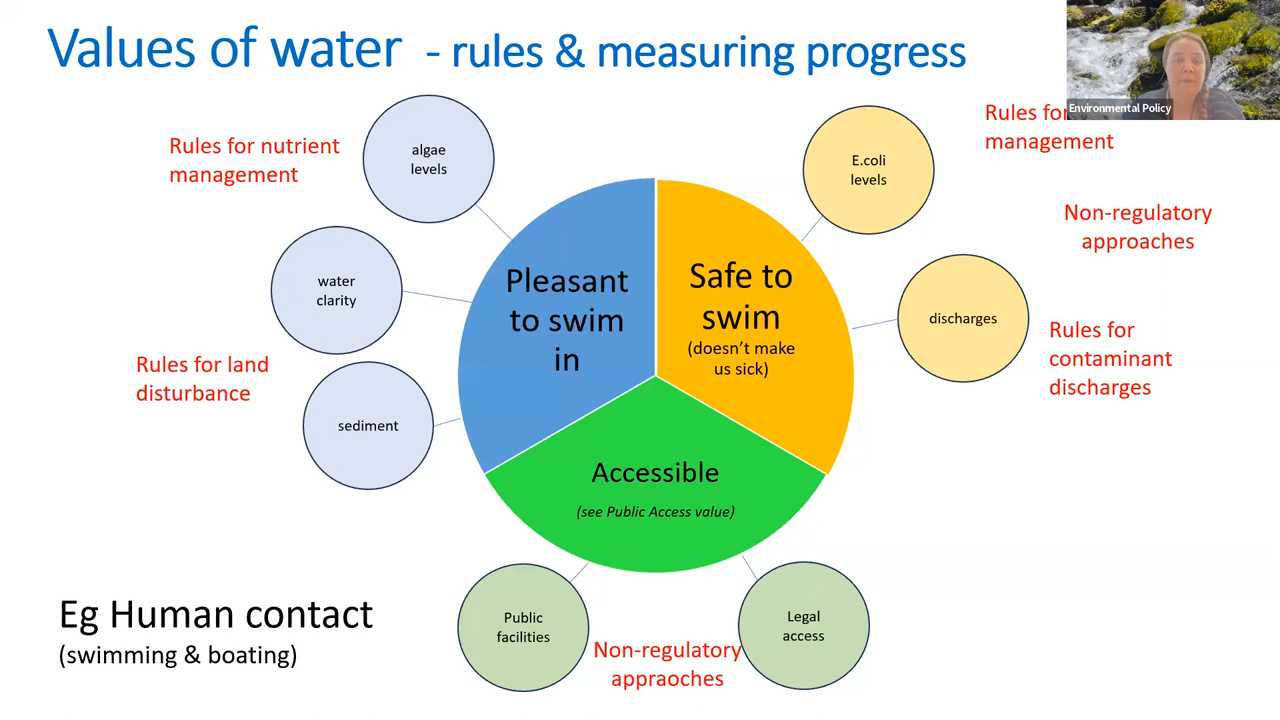 Values of water - rules & measuring progress
Environmental Policy
Rules for nutrient
management
algae
levels
E.coli
levels
Rules for
management
Non-regulatory
approaches
water
clarity
Pleasant
to swim
in
Safe to
swim
(doesn't make
us sick)
discharges
Rules for
contaminant
discharges
Rules for land
disturbance
sediment
Accessible
(see Public Access value)
Public
facilities
Non-regulatory
appraoches
Legal
access
Eg Human contact
(swimming & boating)